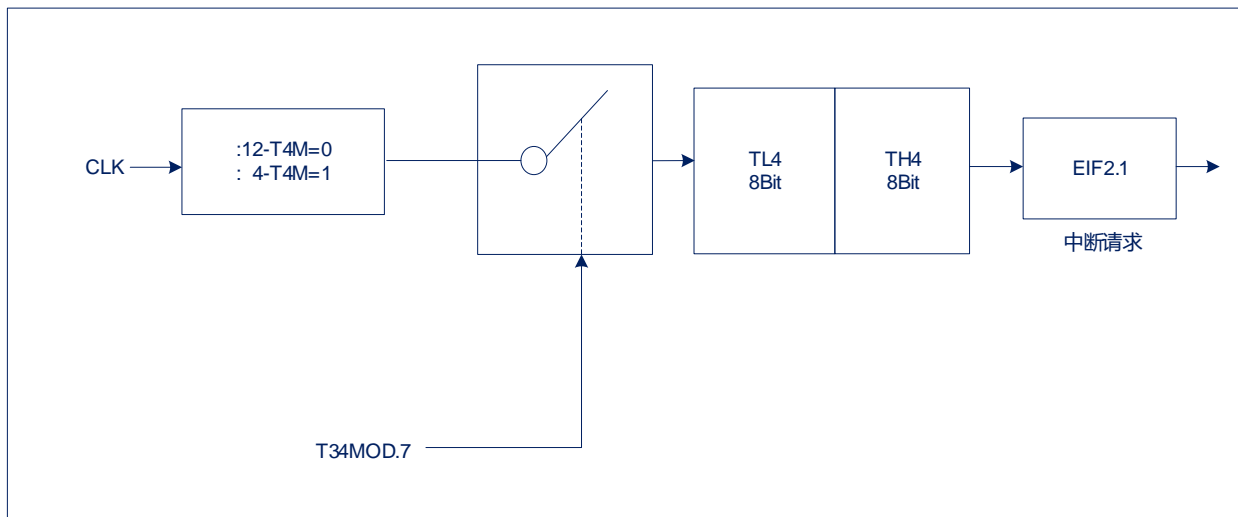 CLK
:12-T4M=0
: 4-T4M=1
TL4
8Bit
TH4
8Bit
EIF2.1
中断请求
T34MOD.7